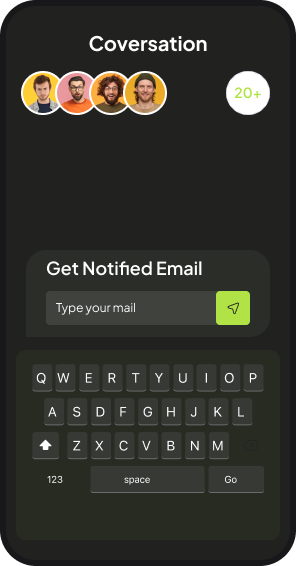 Coversation
20+
Get Notified Email
Type your mail
Q W E R T Y U I O P
A S D F G H J K L
Z X C V B N M
123 space Go